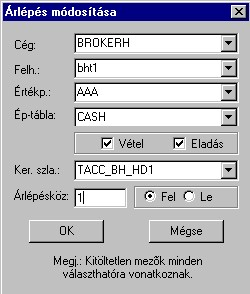 Árlépés módosítása
Cég: BROKERH
Felh.: bht1
Értékp.: AAA
Ép-tábla: CASH
Vétel Eladás
Ker. szla.: TACC_BH_HD1
Árlépésköz: 1 Fel Le
OK Mégse
Megj.: Kitöltetlen mezõk minden
választhatóra vonatkoznak.